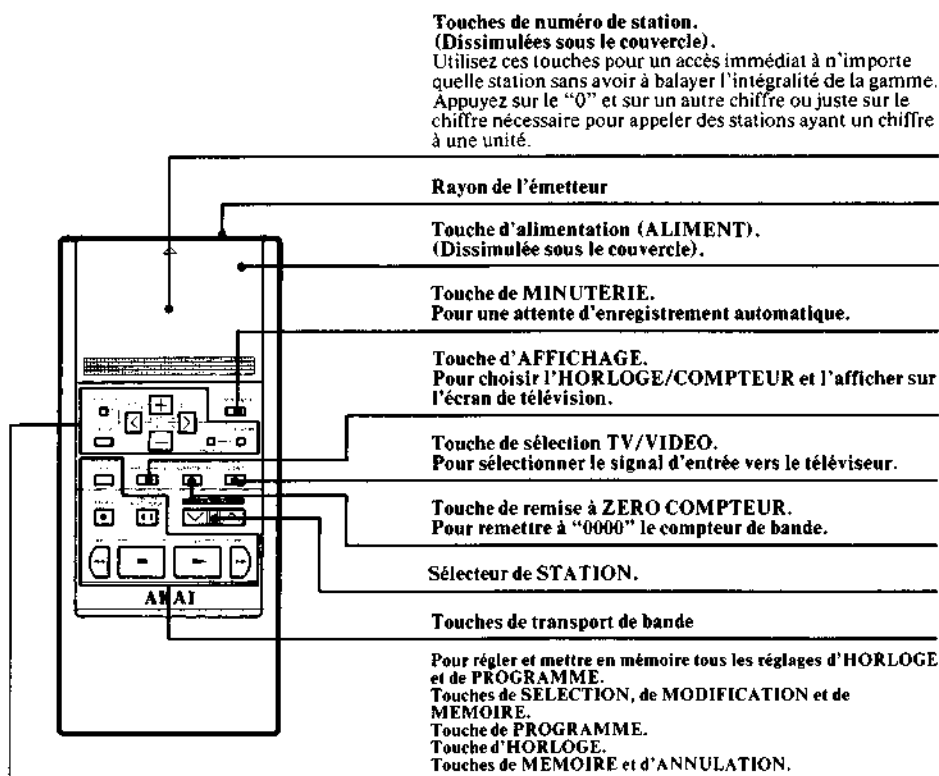 Touches de numéro de station.
(Dissimulées sous le couvercle).
Utilisez ces touches pour un accès immédiat à n'importe
quelle station sans avoir à balayer l'intégralité de la gamme.
Appuyez sur le “0” et sur un autre chiffre ou juste sur le
chiffre nécessaire pour appeler des stations ayant un chiffre
à une unité.
Rayon de l'émetteur
Touche d'alimentation (ALIMENT).
(Dissimulée sous le couvercle).
Touche de MINUTERIE.
Pour une attente d'enregistrement automatique.
Touche d'AFFICHAGE.
Pour choisir l'HORLOGE/COMPTEUR et l'afficher sur
l'écran de télévision.
Touche de sélection TV/VIDEO.
Pour sélectionner le signal d'entrée vers le téléviseur.
Touche de remise à ZERO COMPTEUR.
Pour remettre à “0000” le compteur de bande.
Sélecteur de STATION.
Touches de transport de bande
Pour régler et mettre en mémoire tous les réglages d'HORLOGE
et de PROGRAMME.
Touches de SELECTION, de MODIFICATION et de
MEMOIRE.
Touche de PROGRAMME.
Touche d'HORLOGE.
Touches de MEMOIRE et d'ANNULATION.
AKAI